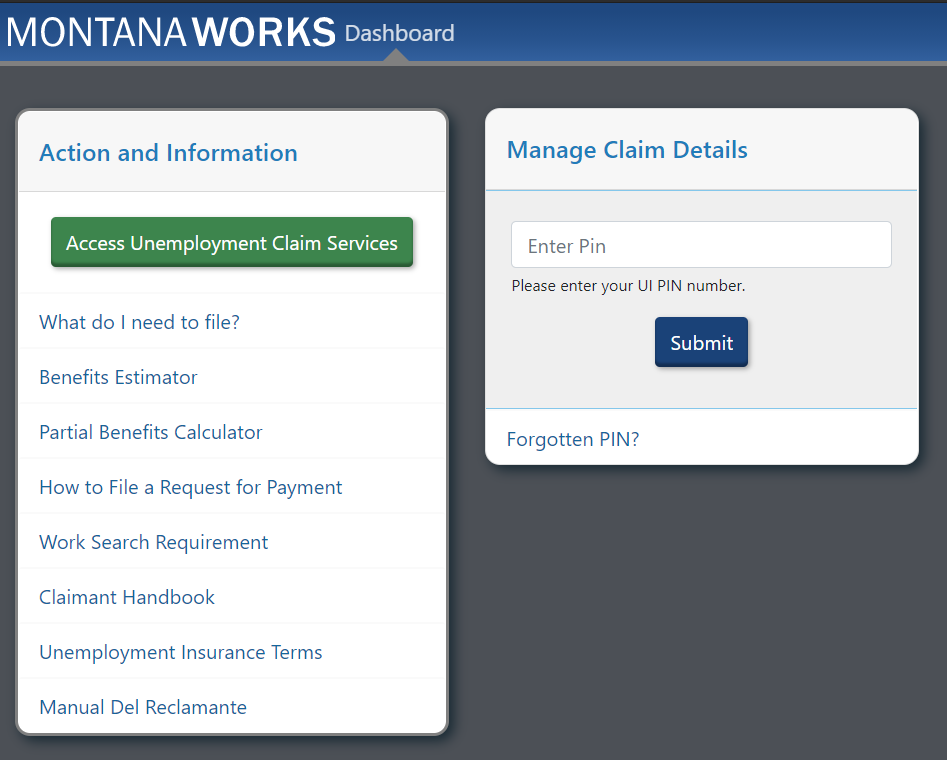 MONTANAWORKS Dashboard
Action and Information
Access Unemployment Claim Services
What do I need to file?
Benefits Estimator
Partial Benefits Calculator
How to File a Request for Payment
Work Search Requirement
Claimant Handbook
Unemployment Insurance Terms
Manual Del Reclamante
Manage Claim Details
Enter Pin
Please enter your UI PIN number.
Submit
Forgotten PIN?